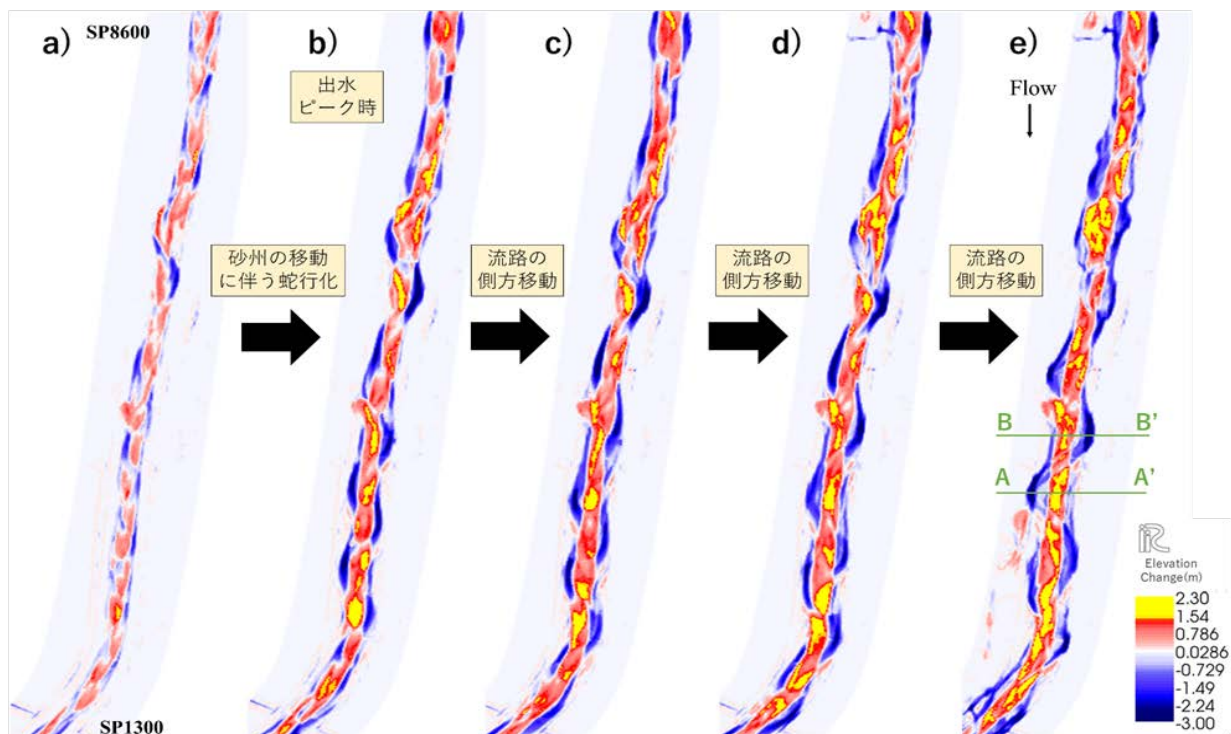 a)
SP8600
b)
c)
d)
e)
出水
ピーク時
Flow
砂州の移動
に伴う蛇行化
流路の
側方移動
流路の
側方移動
流路の
側方移動
B B'
A A'
iRIC
Elevation
Change(m)
2.30
1.54
0.786
0.0286
-0.729
-1.49
-2.24
-3.00
SP1300